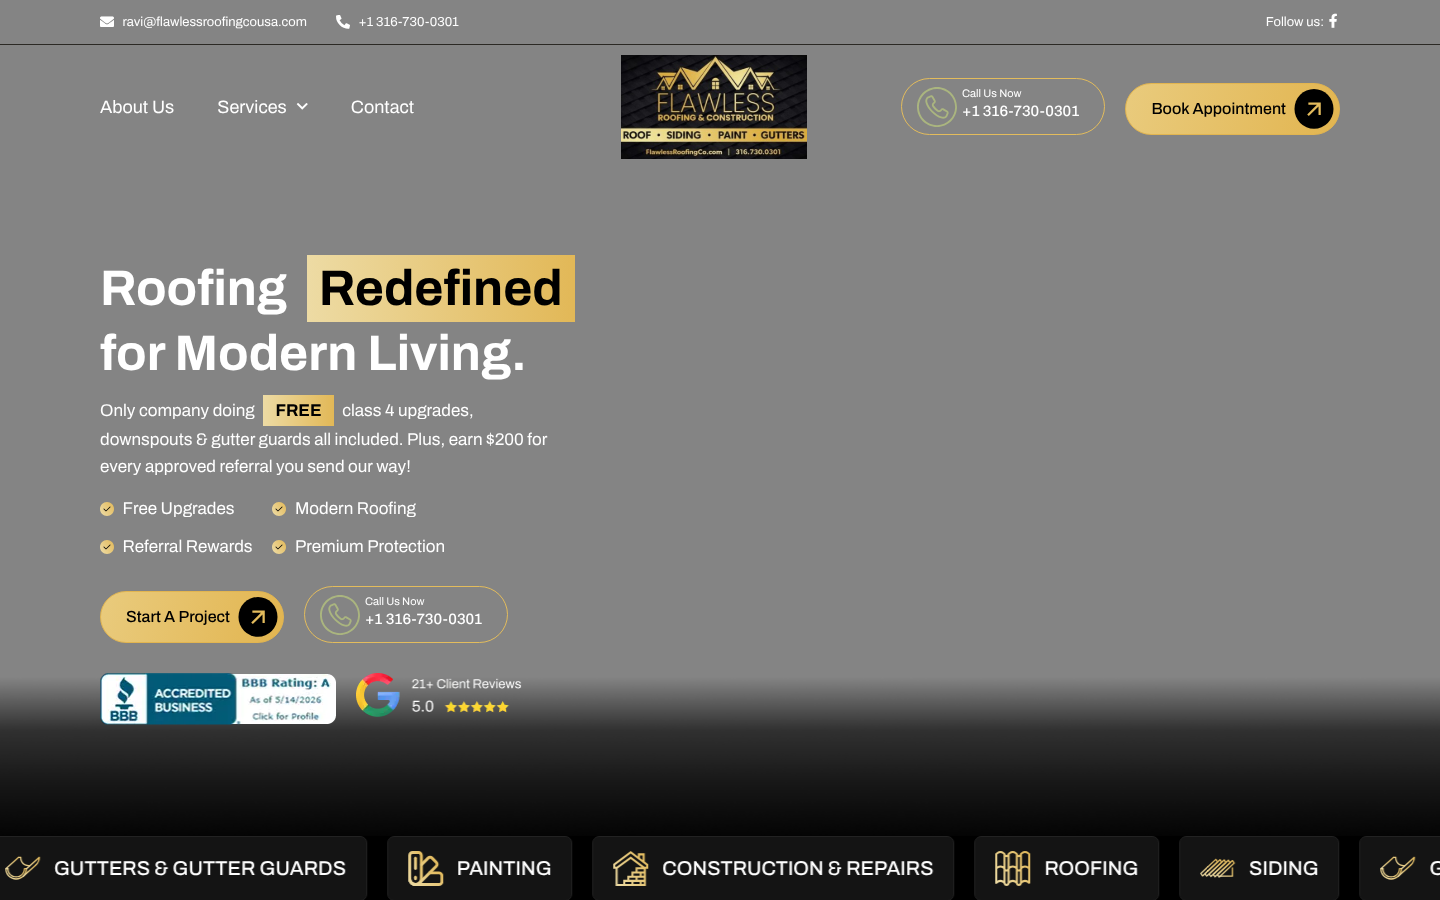 ravi@flawlessroofingcousa.com
+1 316-730-0301
Follow us:
About Us
Services
Contact
FLAWLESS
ROOFING & CONSTRUCTION
ROOF • SIDING • PAINT • GUTTERS
FlawlessRoofingCo.com | 316.730.0301
Call Us Now
+1 316-730-0301
Book Appointment
Roofing Redefined
for Modern Living.
Only company doing FREE class 4 upgrades,
downspouts & gutter guards all included. Plus, earn $200 for
every approved referral you send our way!
Free Upgrades
Modern Roofing
Referral Rewards
Premium Protection
Start A Project
Call Us Now
+1 316-730-0301
BBB
ACCREDITED
BUSINESS
BBB Rating: A
As of 5/14/2026
Click for Profile
21+ Client Reviews
5.0
GUTTERS & GUTTER GUARDS
PAINTING
CONSTRUCTION & REPAIRS
ROOFING
SIDING
G